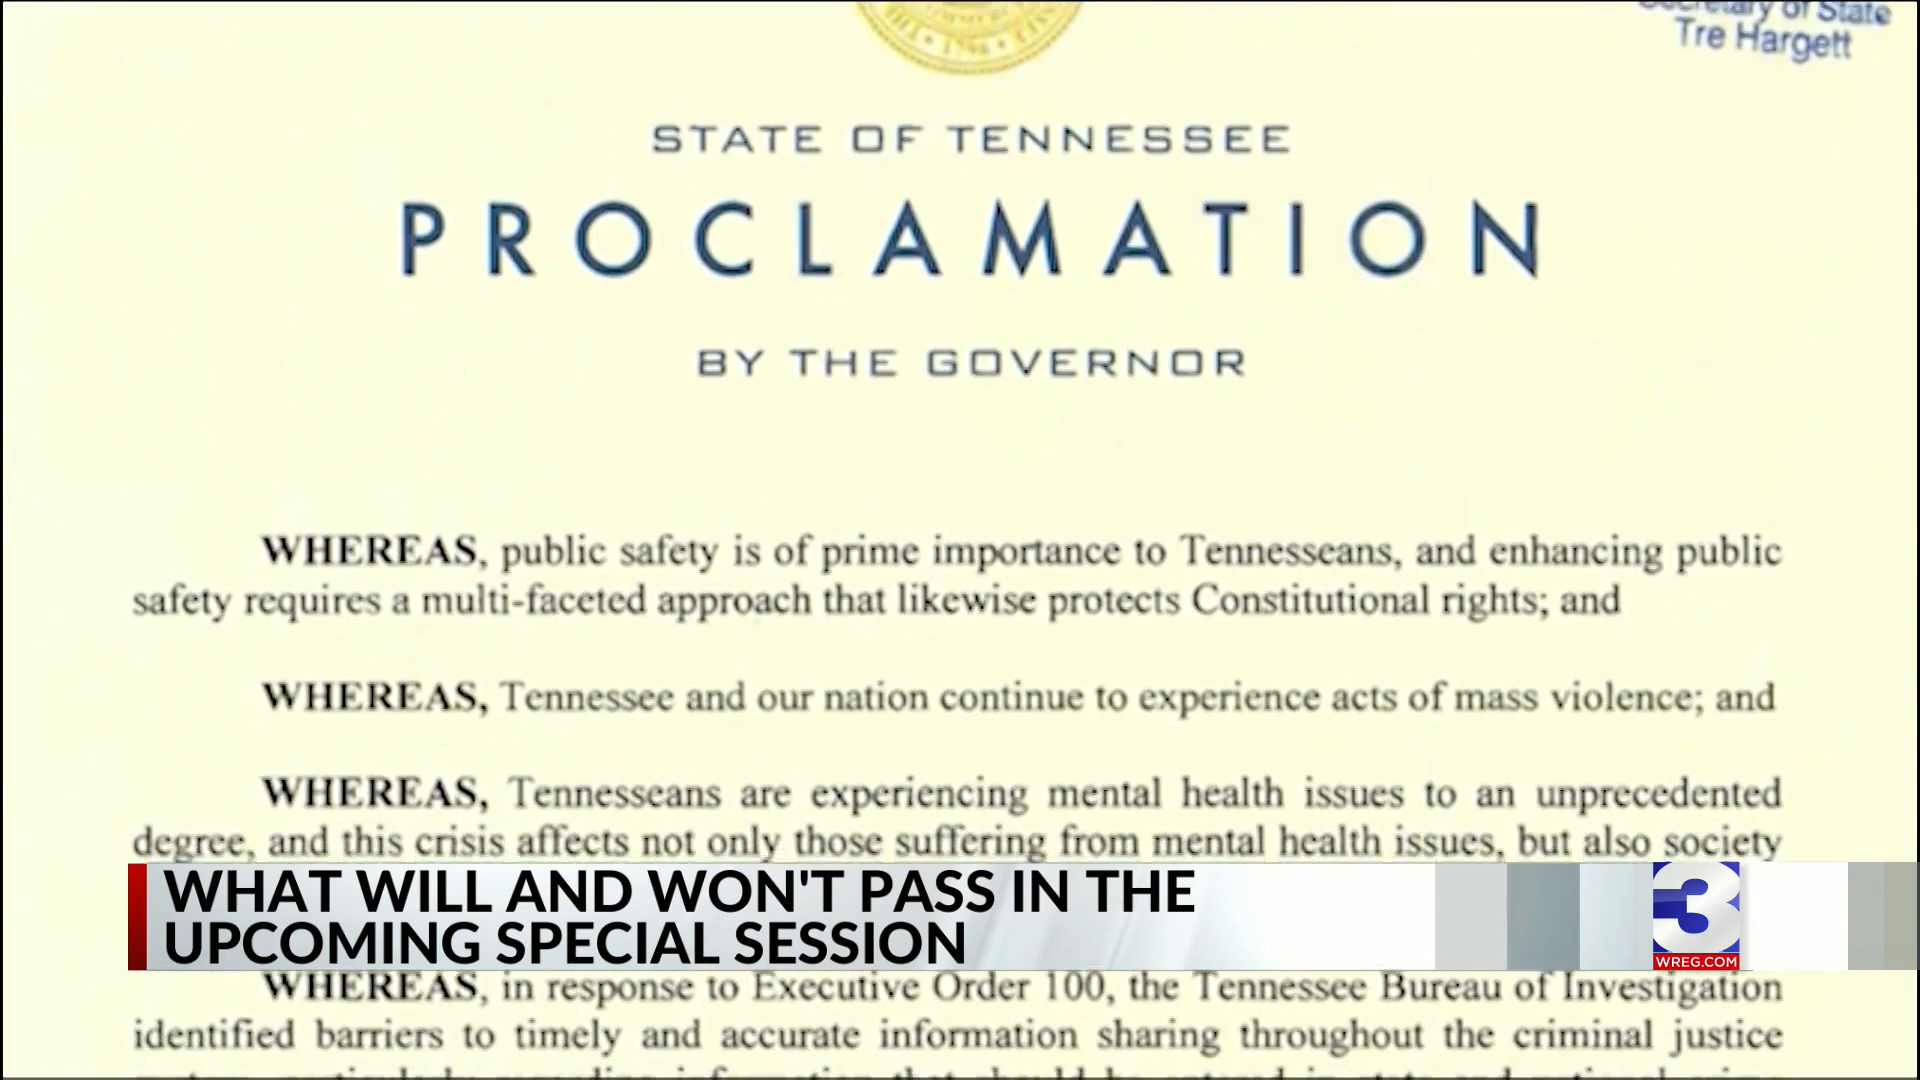 Secretary of State
Tre Hargett
1796
STATE OF TENNESSEE
PROCLAMATION
BY THE GOVERNOR
WHEREAS, public safety is of prime importance to Tennesseans, and enhancing public
safety requires a multi-faceted approach that likewise protects Constitutional rights; and
WHEREAS, Tennessee and our nation continue to experience acts of mass violence; and
WHEREAS, Tennesseans are experiencing mental health issues to an unprecedented
degree, and this crisis affects not only those suffering from mental health issues, but also society
WHAT WILL AND WON'T PASS IN THE
UPCOMING SPECIAL SESSION
3
WREG.COM
WHEREAS, in response to Executive Order 100, the Tennessee Bureau of Investigation
identified barriers to timely and accurate information sharing throughout the criminal justice